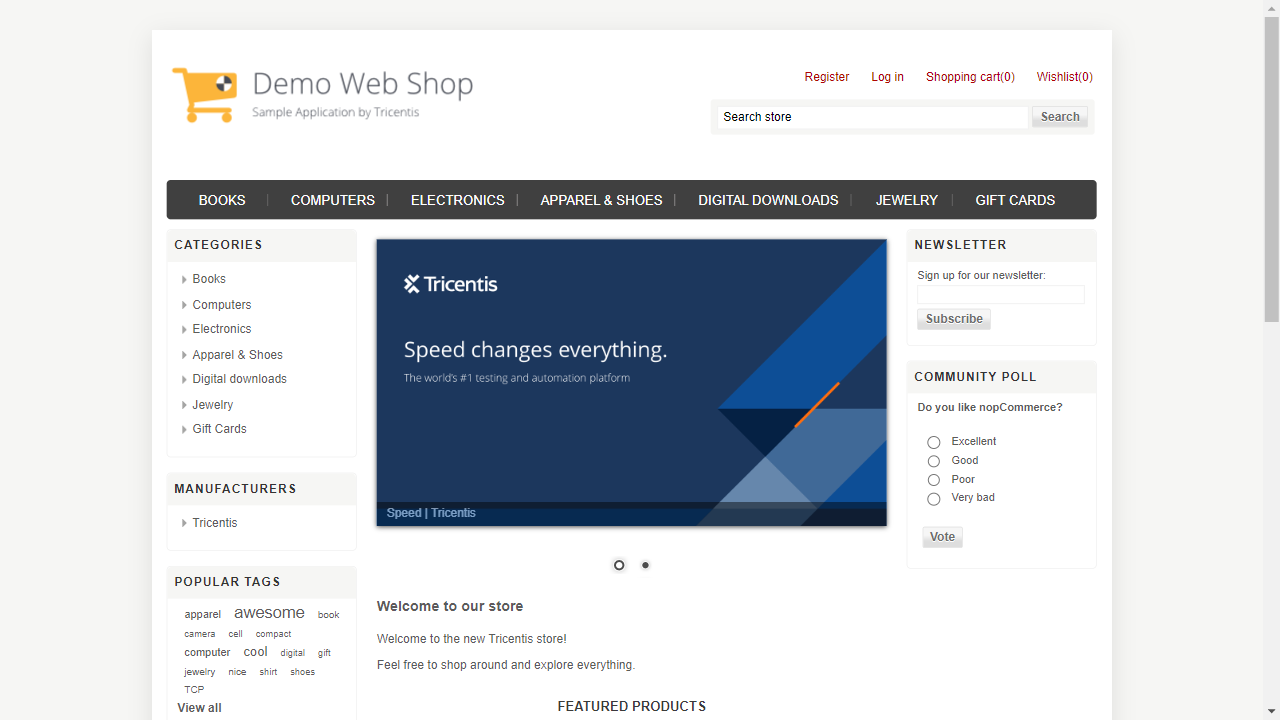 Demo Web Shop
Sample Application by Tricentis
Register Log in Shopping cart(0) Wishlist(0)
Search store Search
BOOKS COMPUTERS ELECTRONICS APPAREL & SHOES DIGITAL DOWNLOADS JEWELRY GIFT CARDS
CATEGORIES
Books
Computers
Electronics
Apparel & Shoes
Digital downloads
Jewelry
Gift Cards
MANUFACTURERS
Tricentis
POPULAR TAGS
apparel awesome book
camera cell compact
computer cool digital gift
jewelry nice shirt shoes
TCP
View all
Tricentis
Speed changes everything.
The world's #1 testing and automation platform
Speed | Tricentis
Welcome to our store
Welcome to the new Tricentis store!
Feel free to shop around and explore everything.
FEATURED PRODUCTS
NEWSLETTER
Sign up for our newsletter:
Subscribe
COMMUNITY POLL
Do you like nopCommerce?
Excellent
Good
Poor
Very bad
Vote